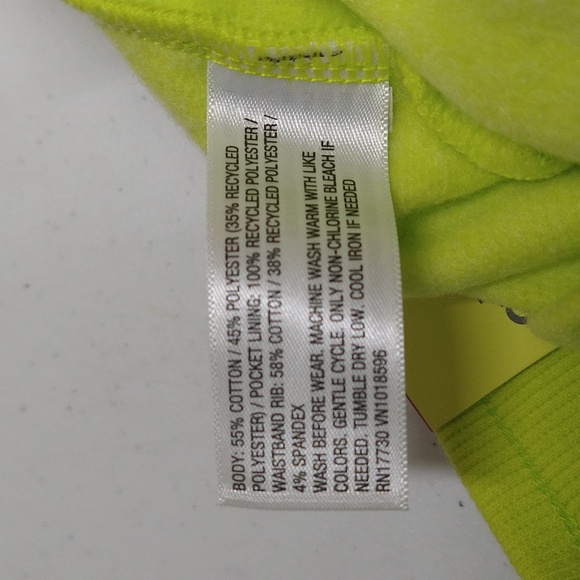 BODY: 55% COTTON / 45% POLYESTER (35% RECYCLED
POLYESTER) / POCKET LINING: 100% RECYCLED POLYESTER /
WAISTBAND RIB: 58% COTTON / 38% RECYCLED POLYESTER /
4% SPANDEX
WASH BEFORE WEAR. MACHINE WASH WARM WITH LIKE
COLORS. GENTLE CYCLE. ONLY NON-CHLORINE BLEACH IF
NEEDED. TUMBLE DRY LOW. COOL IRON IF NEEDED
RN17730 VN1018596